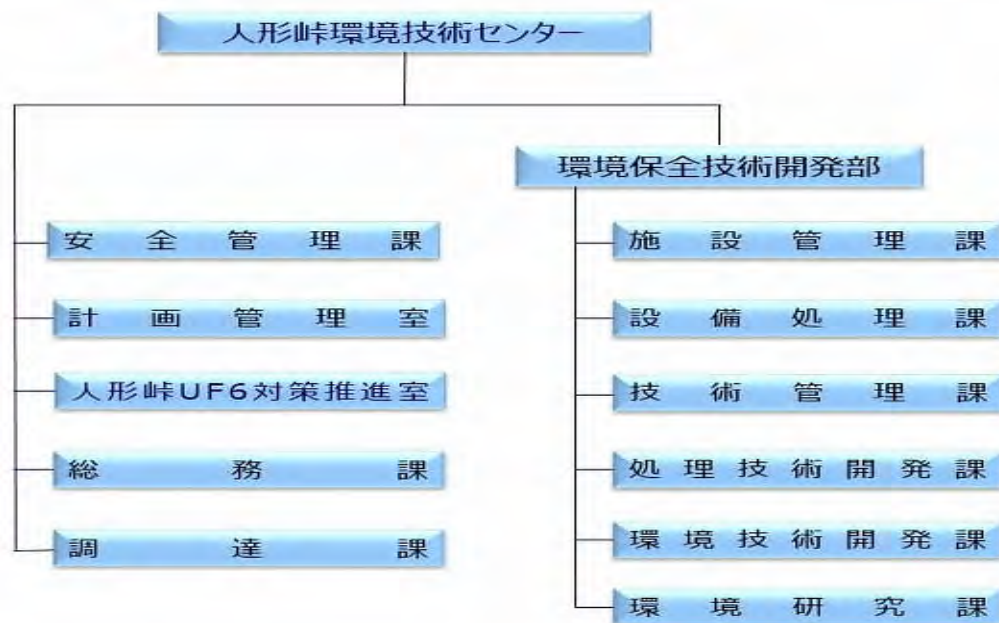 人形峠環境技術センター
環境保全技術開発部
安全管理課
計画管理室
人形峠UF6対策推進室
総務課
調達課
施設管理課
設備処理課
技術管理課
処理技術開発課
環境技術開発課
環境研究課